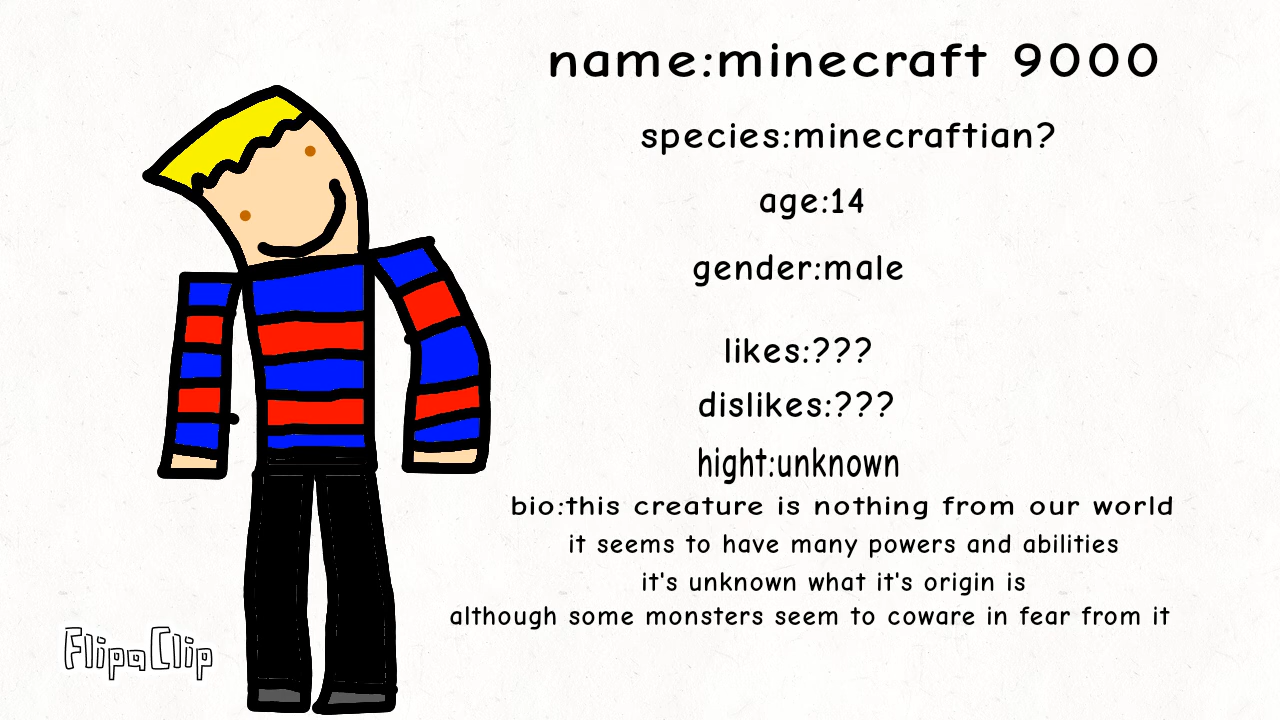 name:minecraft 9000
species:minecraftian?
age:14
gender:male
likes:???
dislikes:???
hight:unknown
bio:this creature is nothing from our world
it seems to have many powers and abilities
it's unknown what it's origin is
although some monsters seem to coware in fear from it
FlipaClip